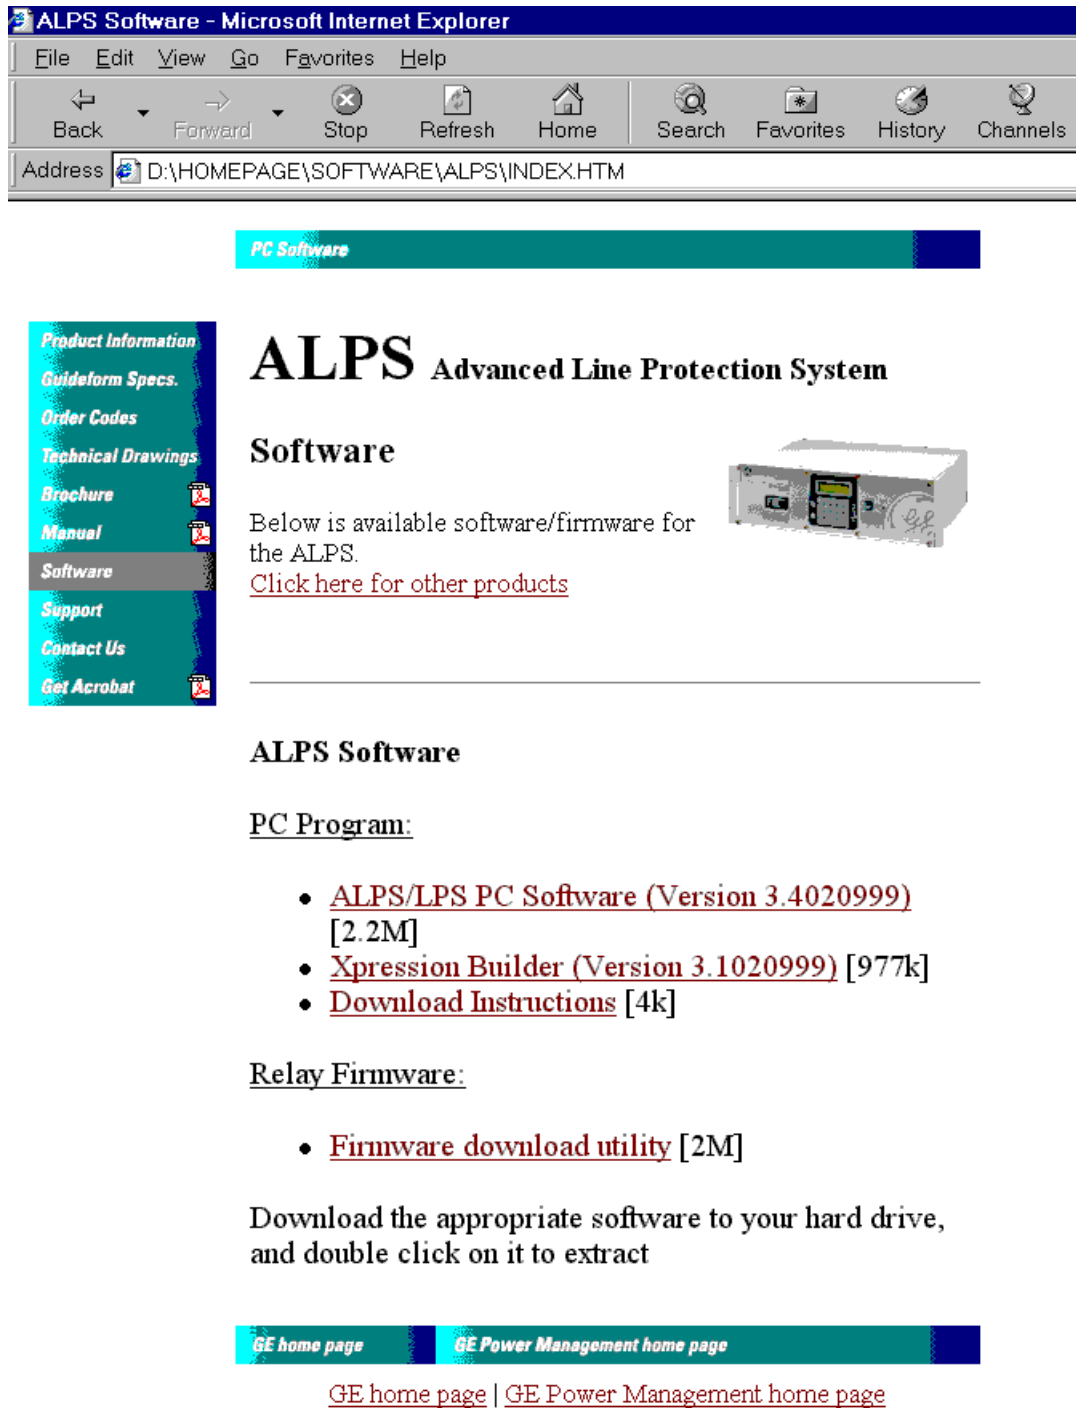 ALPS Software - Microsoft Internet Explorer
File Edit View Go Favorites Help
Back Forward Stop Refresh Home Search Favorites History Channels
Address D:\HOMEPAGE\SOFTWARE\ALPS\INDEX.HTM
PC Software
Product Information
Guideform Specs.
Order Codes
Technical Drawings
Brochure
Manual
Software
Support
Contact Us
Get Acrobat
ALPS Advanced Line Protection System
Software
Below is available software/firmware for
the ALPS.
Click here for other products
GE
ALPS Software
PC Program:
• ALPS/LPS PC Software (Version 3.4020999)
[2.2M]
• Xpression Builder (Version 3.1020999) [977k]
• Download Instructions [4k]
Relay Firmware:
• Firmware download utility [2M]
Download the appropriate software to your hard drive,
and double click on it to extract
GE home page GE Power Management home page
GE home page | GE Power Management home page